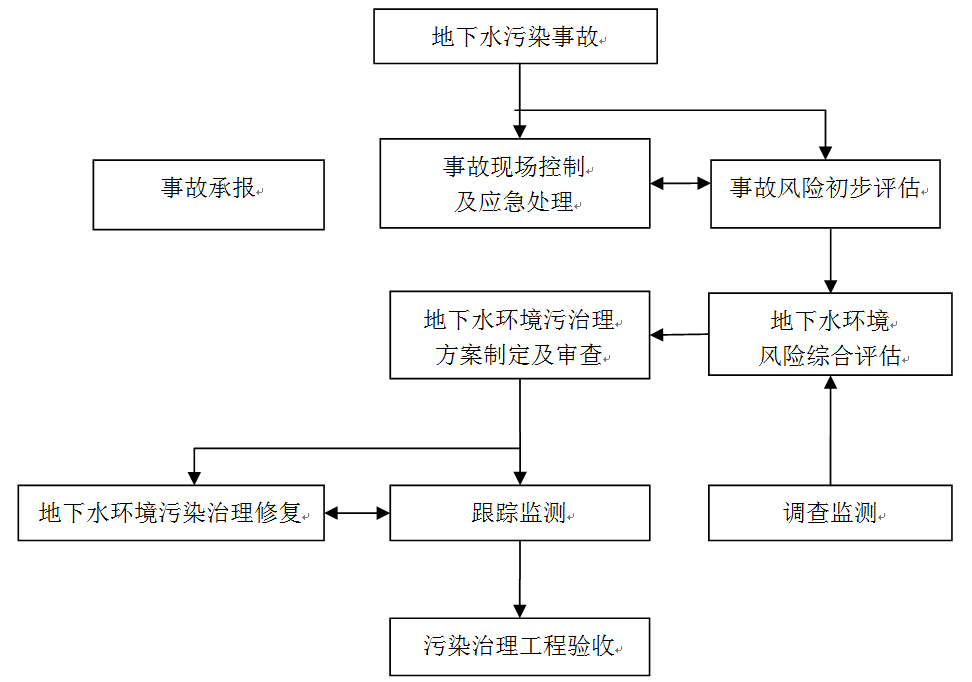 地下水污染事故
事故承报
事故现场控制
及应急处理
事故风险初步评估
地下水环境污治理
方案制定及审查
地下水环境
风险综合评估
地下水环境污染治理修复
跟踪监测
调查监测
污染治理工程验收